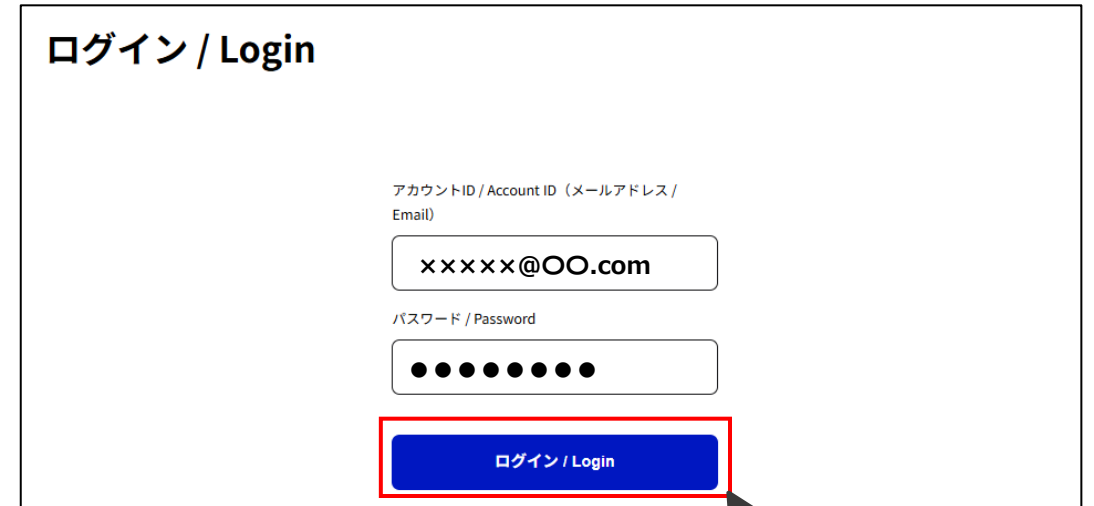 ログイン / Login
アカウントID / Account ID（メールアドレス /
Email）
×××××@〇〇.com
パスワード / Password
●●●●●●●●
ログイン / Login